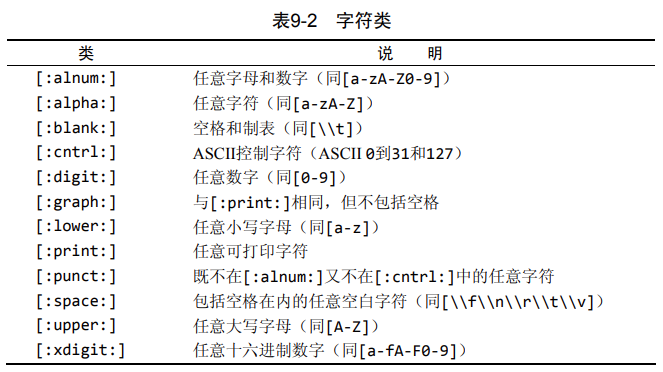 表9-2 字符类
类 说 明
[:alnum:] 任意字母和数字（同[a-zA-Z0-9]）
[:alpha:] 任意字符（同[a-zA-Z]）
[:blank:] 空格和制表（同[\\t]）
[:cntrl:] ASCII控制字符（ASCII 0到31和127）
[:digit:] 任意数字（同[0-9]）
[:graph:] 与[:print:]相同，但不包括空格
[:lower:] 任意小写字母（同[a-z]）
[:print:] 任意可打印字符
[:punct:] 既不在[:alnum:]又不在[:cntrl:]中的任意字符
[:space:] 包括空格在内的任意空白字符（同[\\f\\n\\r\\t\\v]）
[:upper:] 任意大写字母（同[A-Z]）
[:xdigit:] 任意十六进制数字（同[a-fA-F0-9]）